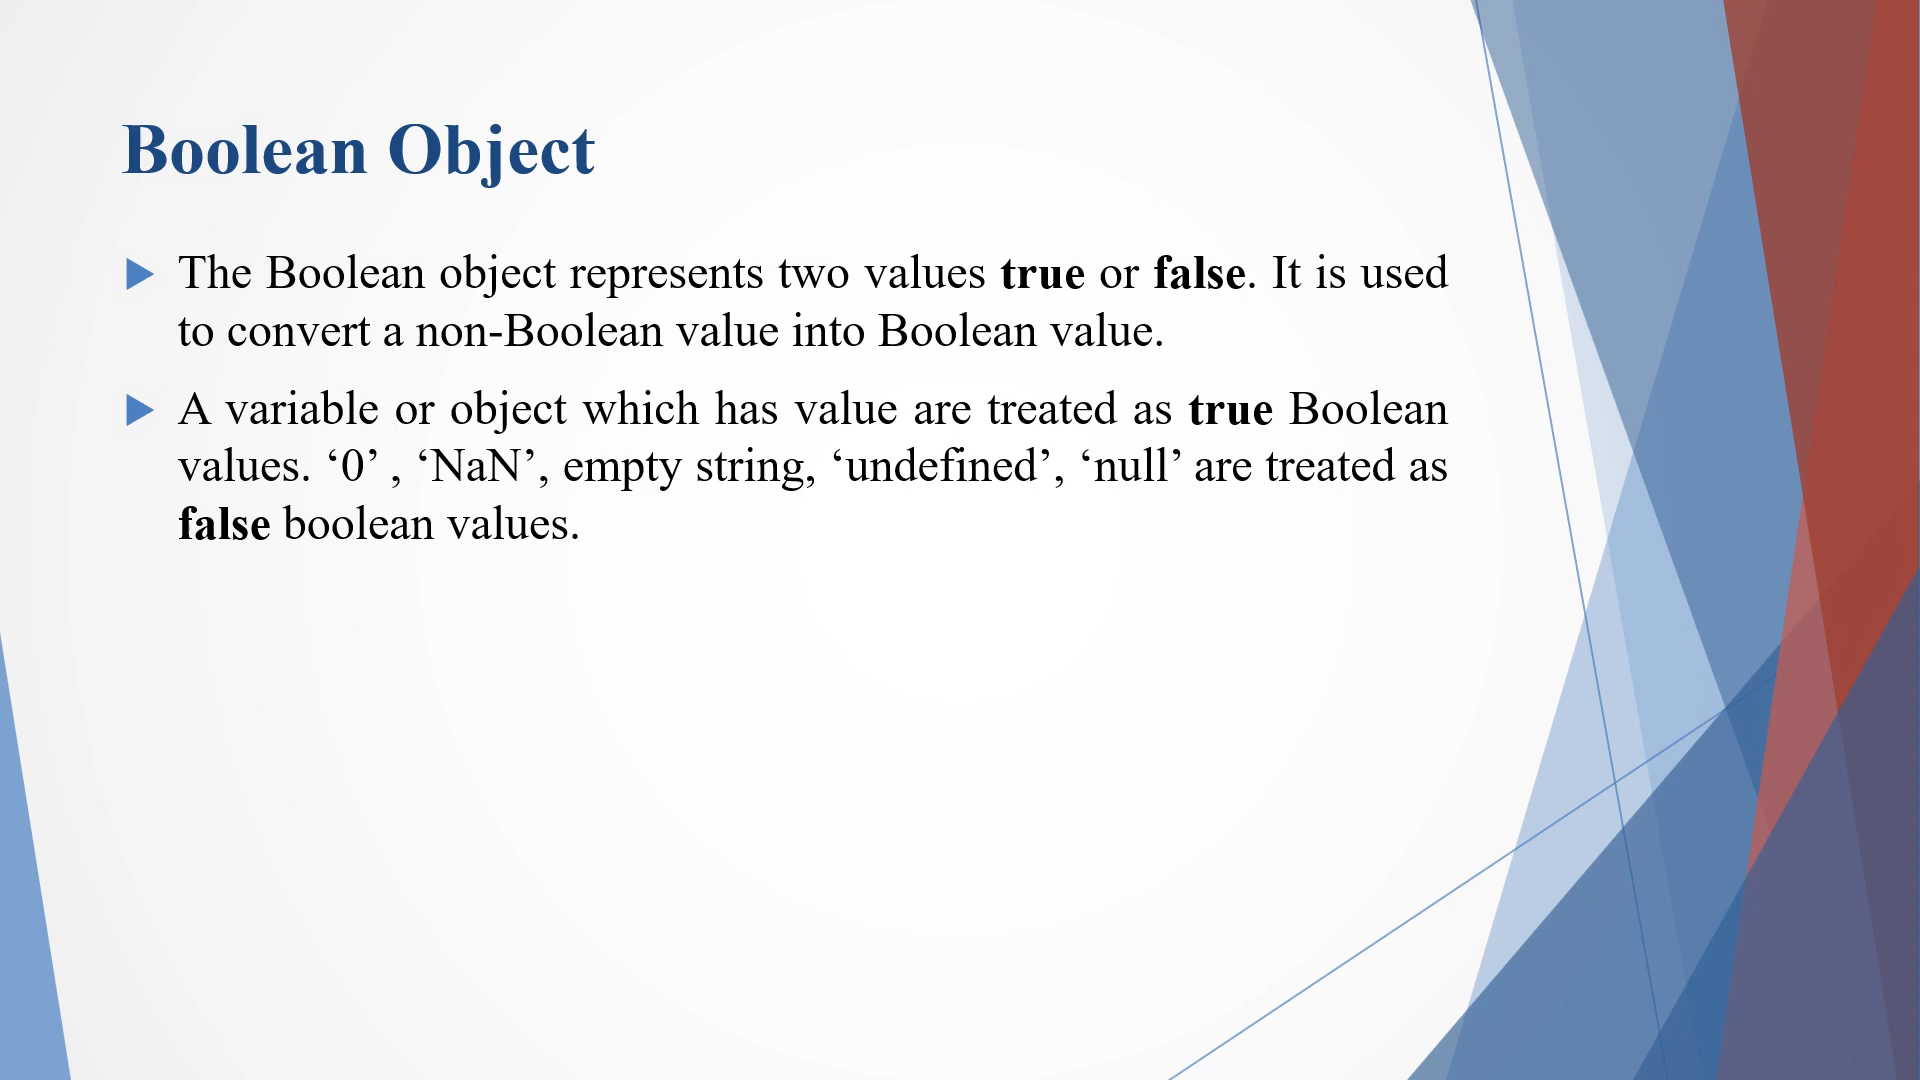 Boolean Object
The Boolean object represents two values true or false. It is used
to convert a non-Boolean value into Boolean value.
A variable or object which has value are treated as true Boolean
values. ‘0’ , ‘NaN’, empty string, ‘undefined’, ‘null’ are treated as
false boolean values.